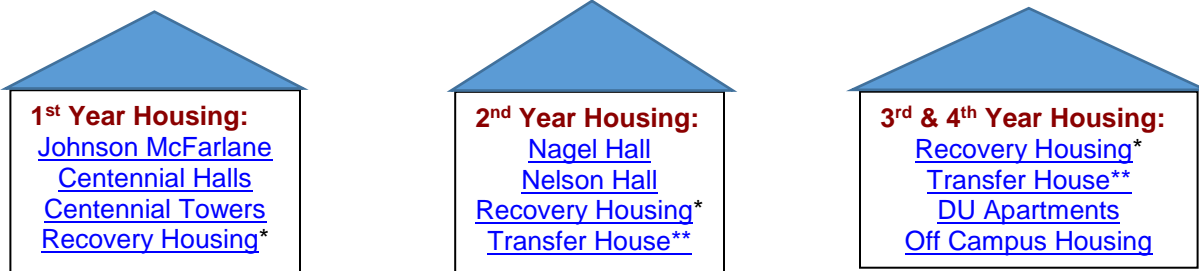 1st Year Housing:
Johnson McFarlane
Centennial Halls
Centennial Towers
Recovery Housing*
2nd Year Housing:
Nagel Hall
Nelson Hall
Recovery Housing*
Transfer House**
3rd & 4th Year Housing:
Recovery Housing*
Transfer House**
DU Apartments
Off Campus Housing